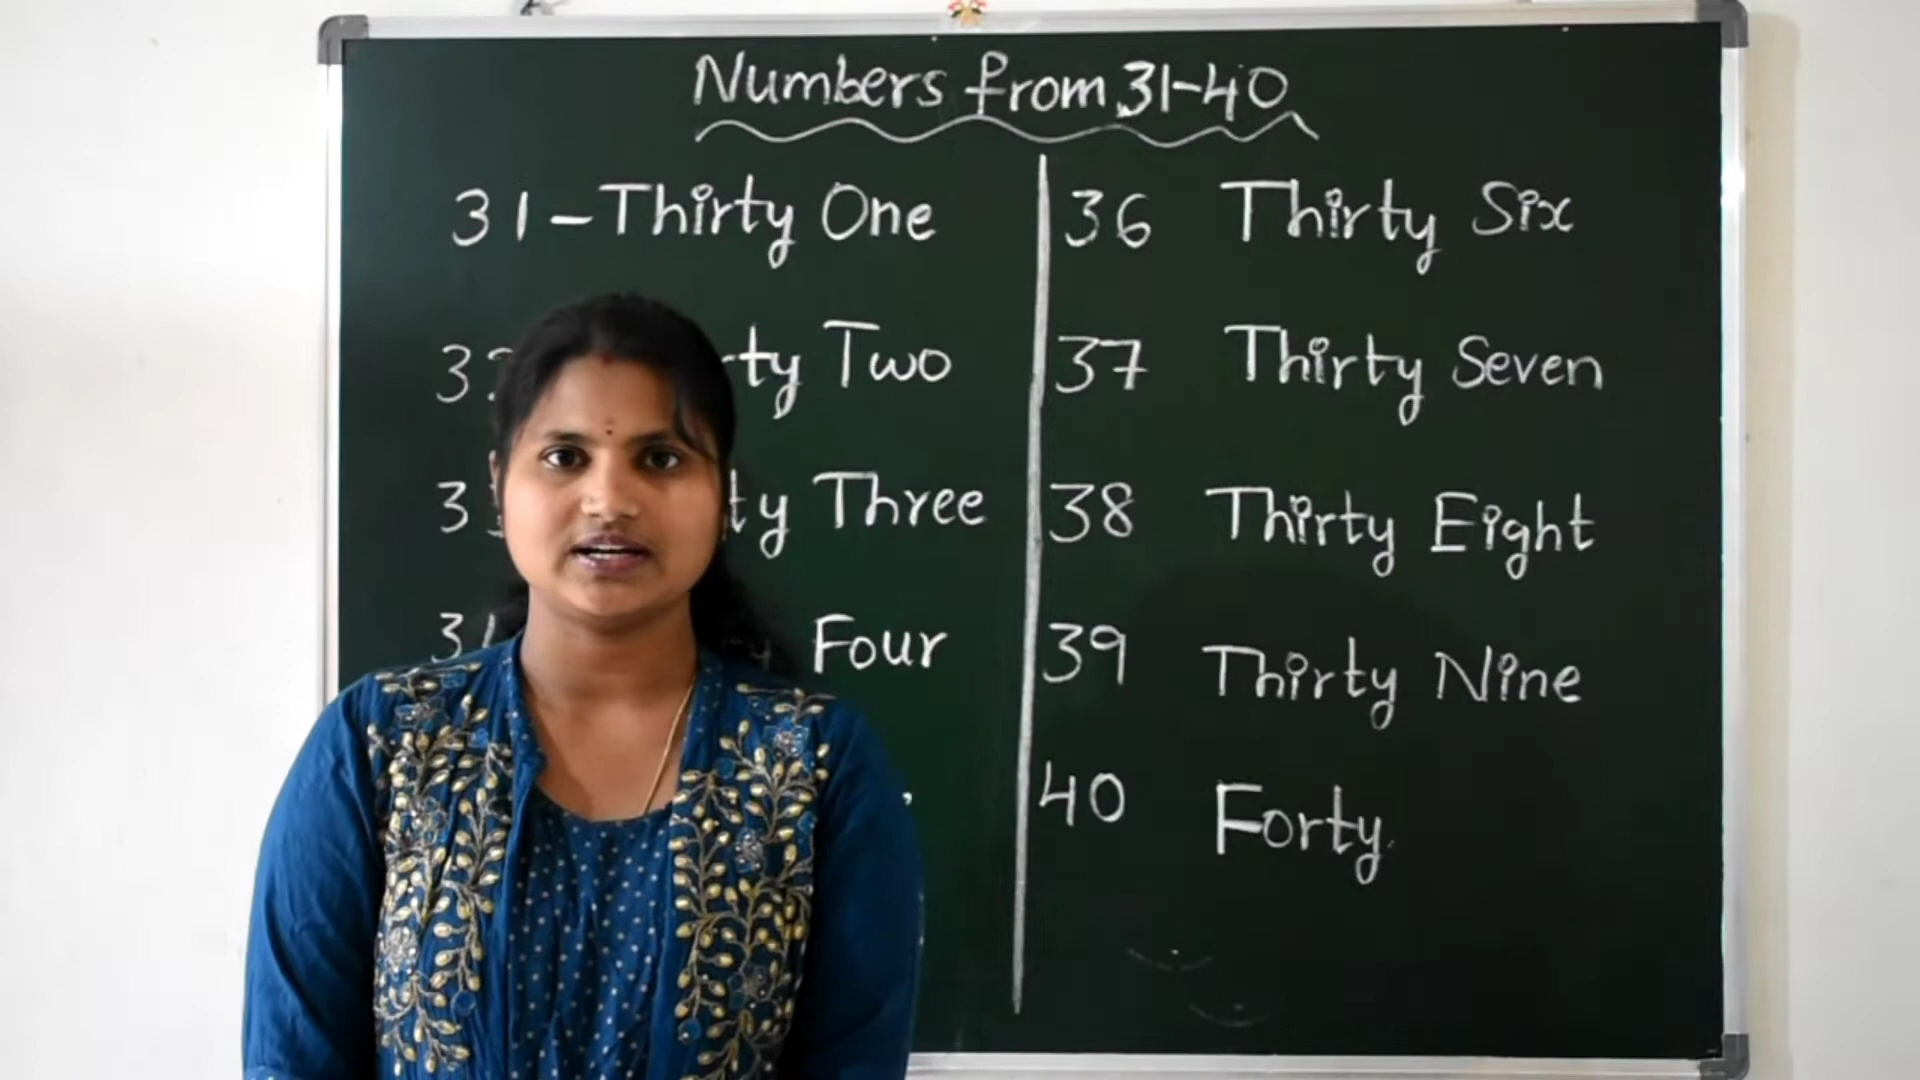 Numbers from 31-40
31-Thirty One
Two
Three
Four
36 Thirty Six
37 Thirty Seven
38 Thirty Eight
39 Thirty Nine
40 Forty.